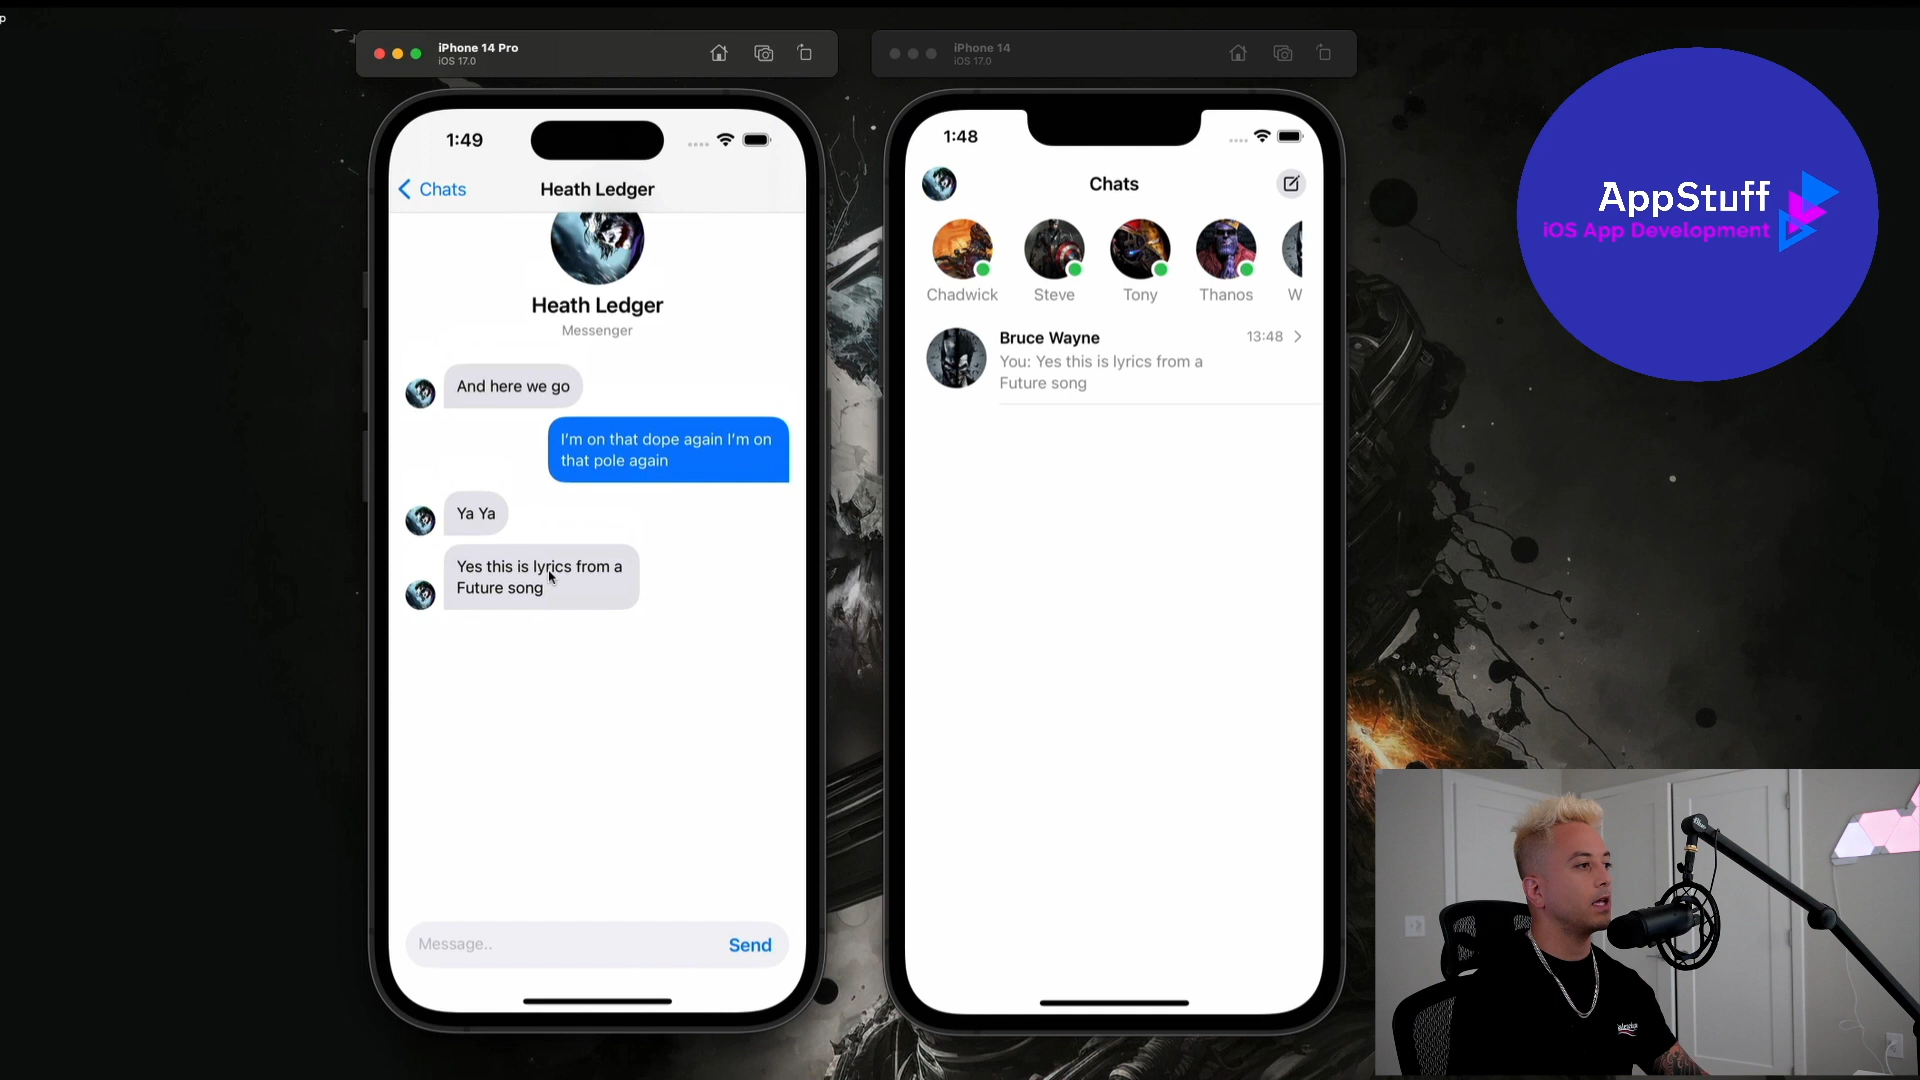 p
iPhone 14 Pro
iOS 17.0
1:49
Chats
Heath Ledger
Heath Ledger
Messenger
And here we go
I'm on that dope again I'm on
that pole again
Ya Ya
Yes this is lyrics from a
Future song
Message..
Send
iPhone 14
iOS 17.0
1:48
Chats
Chadwick
Steve
Tony
Thanos
W
Bruce Wayne
13:48
You: Yes this is lyrics from a
Future song
AppStuff
iOS App Development